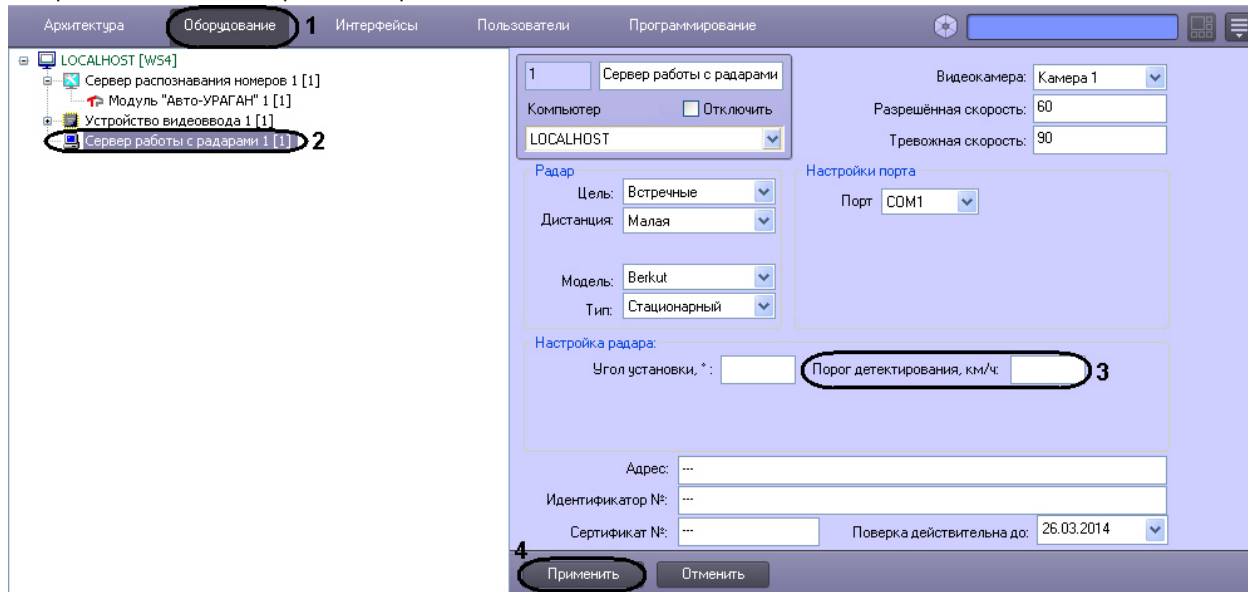 Архитектура Оборудование 1 Интерфейсы Пользователи Программирование
LOCALHOST [WS4]
Сервер распознавания номеров 1 [1]
Модуль "Авто-УРАГАН" 1 [1]
Устройство видеоввода 1 [1]
Сервер работы с радарами 1 [1] 2
1 Сервер работы с радарами
Компьютер Отключить
LOCALHOST
Видеокамера: Камера 1
Разрешённая скорость: 60
Тревожная скорость: 90
Радар
Цель: Встречные
Дистанция: Малая
Модель: Berkut
Тип: Стационарный
Настройки порта
Порт COM1
Настройка радара:
Угол установки, ° : Порог детектирования, км/ч: 3
Адрес: ---
Идентификатор №: ---
Сертификат №: --- Поверка действительна до: 26.03.2014
4
Применить Отменить